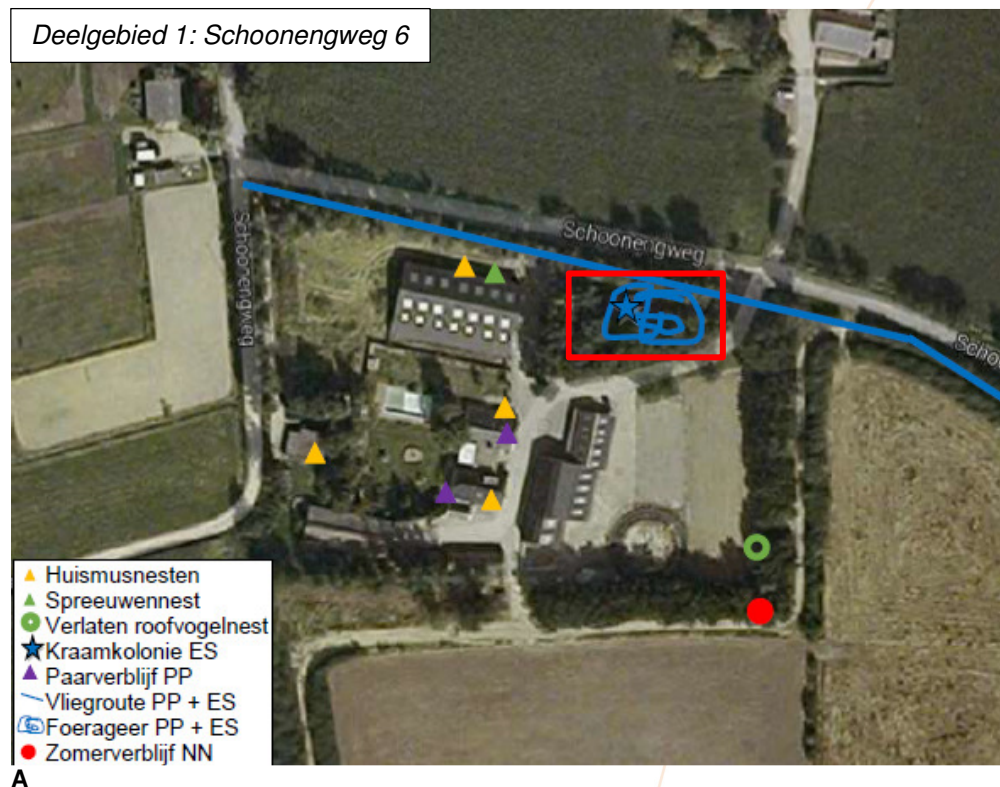 Deelgebied 1: Schoonengweg 6
Schoonengweg
Schoonengweg
Schoo
Huismusnesten
Spreeuwennest
Verlaten roofvogelnest
Kraamkolonie ES
Paarverblijf PP
Vliegroute PP + ES
Foerageer PP + ES
Zomerverblijf NN
A